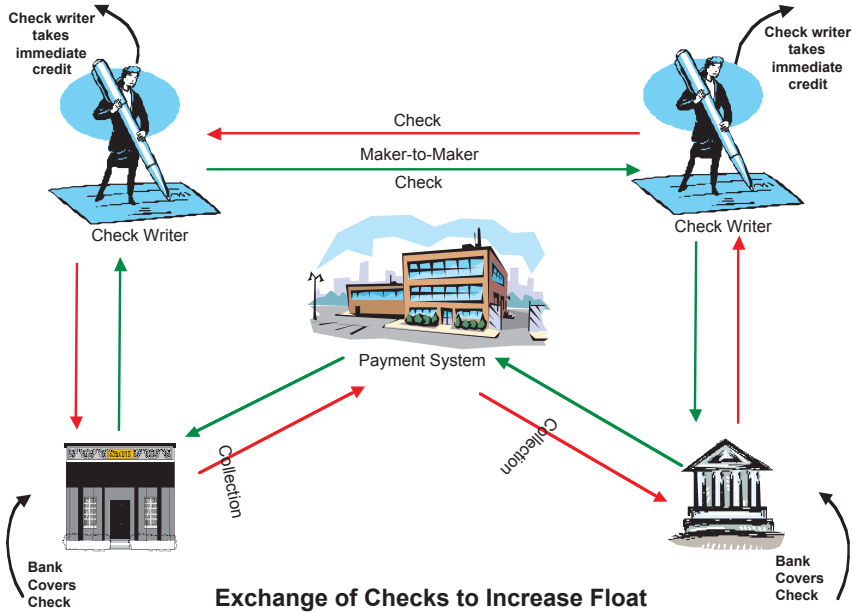 Check writer
takes
immediate
credit
Check writer
takes
immediate
credit
Check
Maker-to-Maker
Check
Check Writer
Check Writer
Payment System
Collection
Collection
Bank
Covers
Check
Bank
Covers
Check
Exchange of Checks to Increase Float